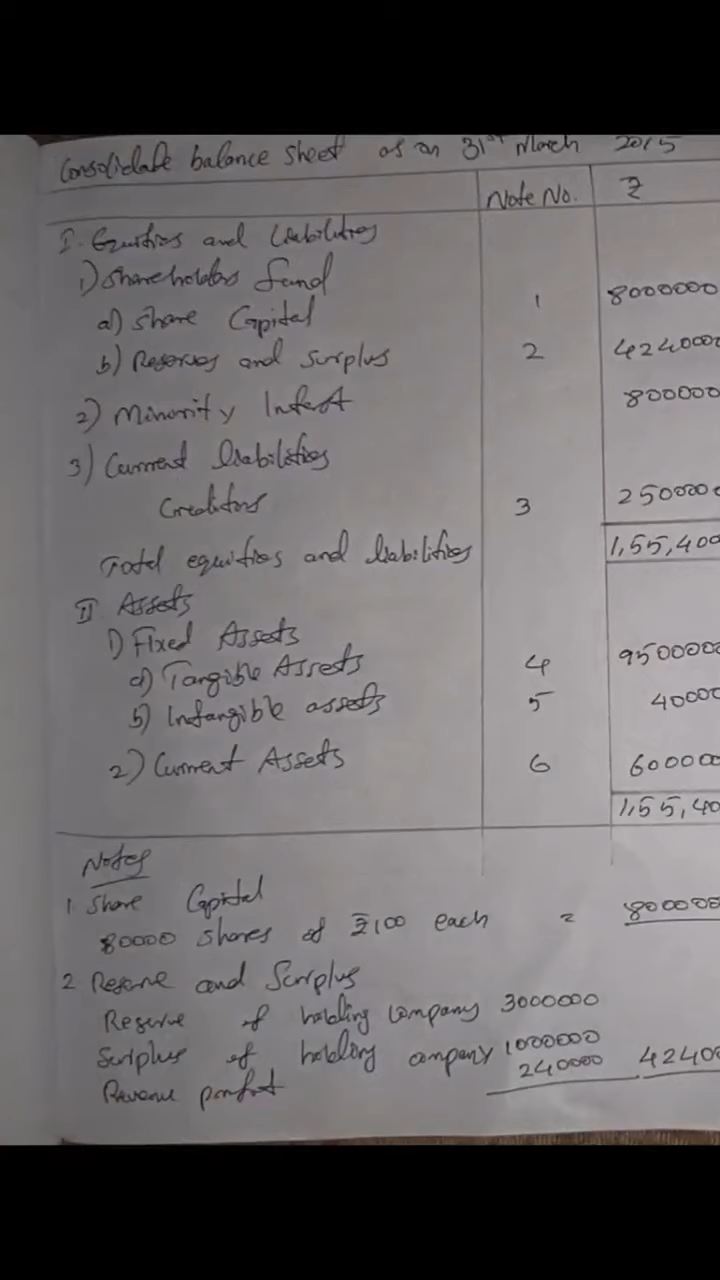 Consolidate balance sheet as on 31st March 2015
Note No. ₹
I. Equities and Liabilities
1) Shareholders fund
a) Share Capital 1 8000000
b) Reserves and Surplus 2 4240000
2) Minority Interest 800000
3) Current liabilities
Creditors 3 2500000
Total equities and liabilities 1,55,400
II Assets
1) Fixed Assets
a) Tangible Assets 4 9500000
b) Intangible assets 5 40000
2) Current Assets 6 600000
1,55,40
Notes
1. Share Capital
80000 shares of ₹100 each = 800000
2 Reserve and Surplus
Reserve of holding Company 3000000
Surplus of holding company 1000000
Revenue profit 240000 4240